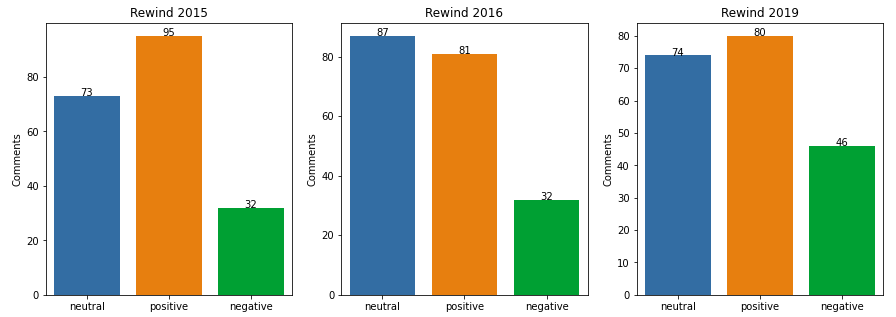 Rewind 2015
Comments
80
60
40
20
0
73
95
32
neutral
positive
negative
Rewind 2016
Comments
80
60
40
20
0
87
81
32
neutral
positive
negative
Rewind 2019
Comments
80
70
60
50
40
30
20
10
0
74
80
46
neutral
positive
negative